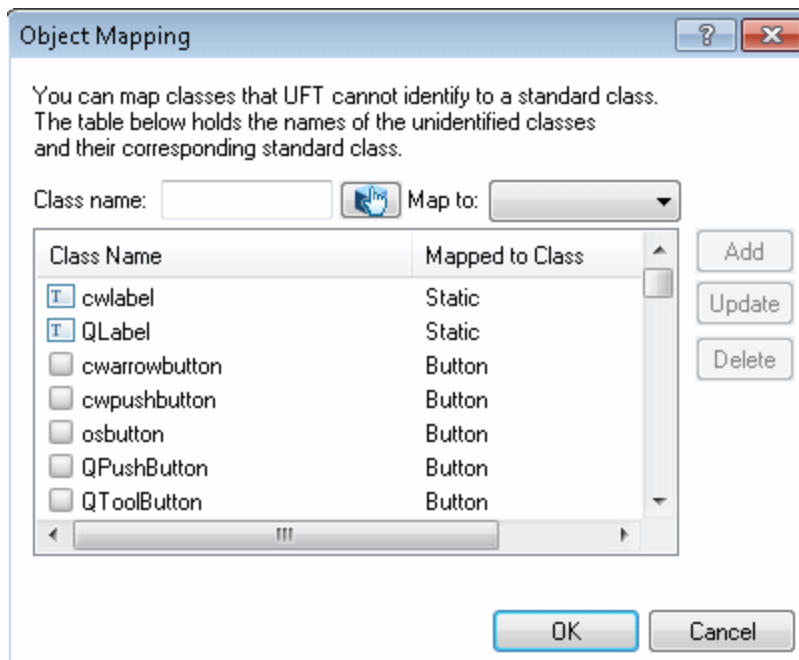 Object Mapping
You can map classes that UFT cannot identify to a standard class.
The table below holds the names of the unidentified classes
and their corresponding standard class.
Class name: Map to:
Class Name Mapped to Class Add
cwlabel Static
QLabel Static Update
cwarrowbutton Button Delete
cwpushbutton Button
osbutton Button
QPushButton Button
QToolButton Button
OK Cancel